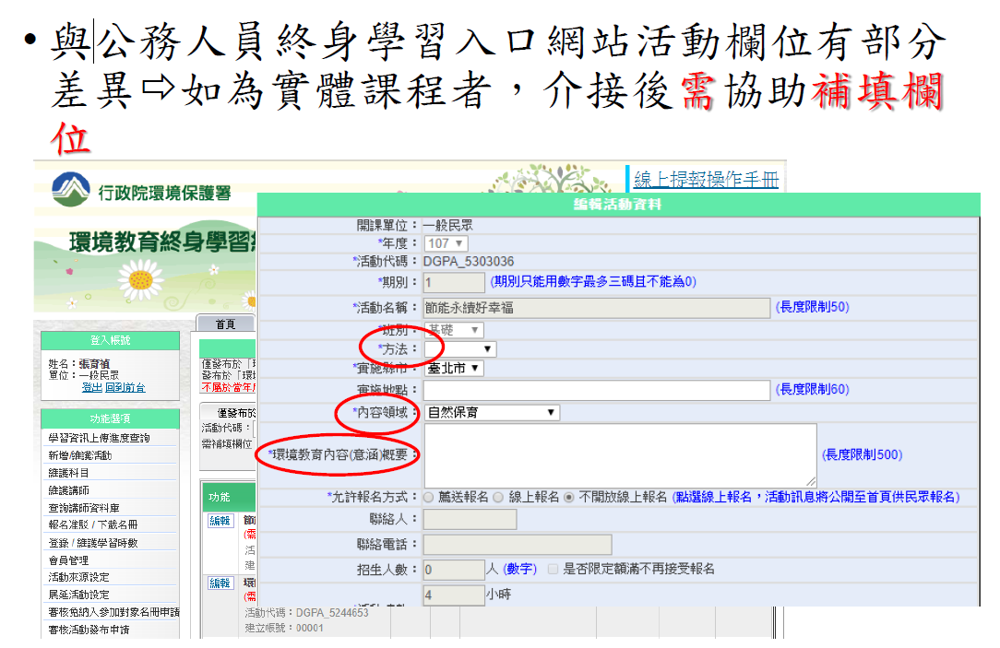 • 與公務人員終身學習入口網站活動欄位有部分
差異⇨如為實體課程者，介接後需協助補填欄
位
行政院環境保護署
線上提報操作手冊
環境教育終身學習
首頁
登入帳號
姓名：張育禎
單位：一般民眾
登出 回到前台
功能選項
學習資訊上傳進度查詢
新增/維護活動
維護科目
維護講師
查詢講師資料庫
報名准駁 / 下載名冊
登錄 / 維護學習時數
會員管理
活動來源設定
展延活動設定
審核免納入參加對象名冊申請
審核活動發布申請
僅發布於
活動代碼：
需補填欄位
功能
編輯
編輯
活動代碼：DGPA_5244653
建立帳號：00001
編輯活動資料
開課單位：一般民眾
*年度：107
*活動代碼：DGPA_5303036
*期別：1 (期別只能用數字最多三碼且不能為0)
*活動名稱：節能永續好幸福 (長度限制50)
*班別：基礎
*方法：
*實施縣市：臺北市
實施地點： (長度限制60)
*內容領域：自然保育
*環境教育內容(意涵)概要： (長度限制500)
*允許報名方式：薦送報名 線上報名 不開放線上報名 (點選線上報名，活動訊息將公開至首頁供民眾報名)
聯絡人：
聯絡電話：
招生人數：0 人 (數字) 是否限定額滿不再接受報名
4 小時